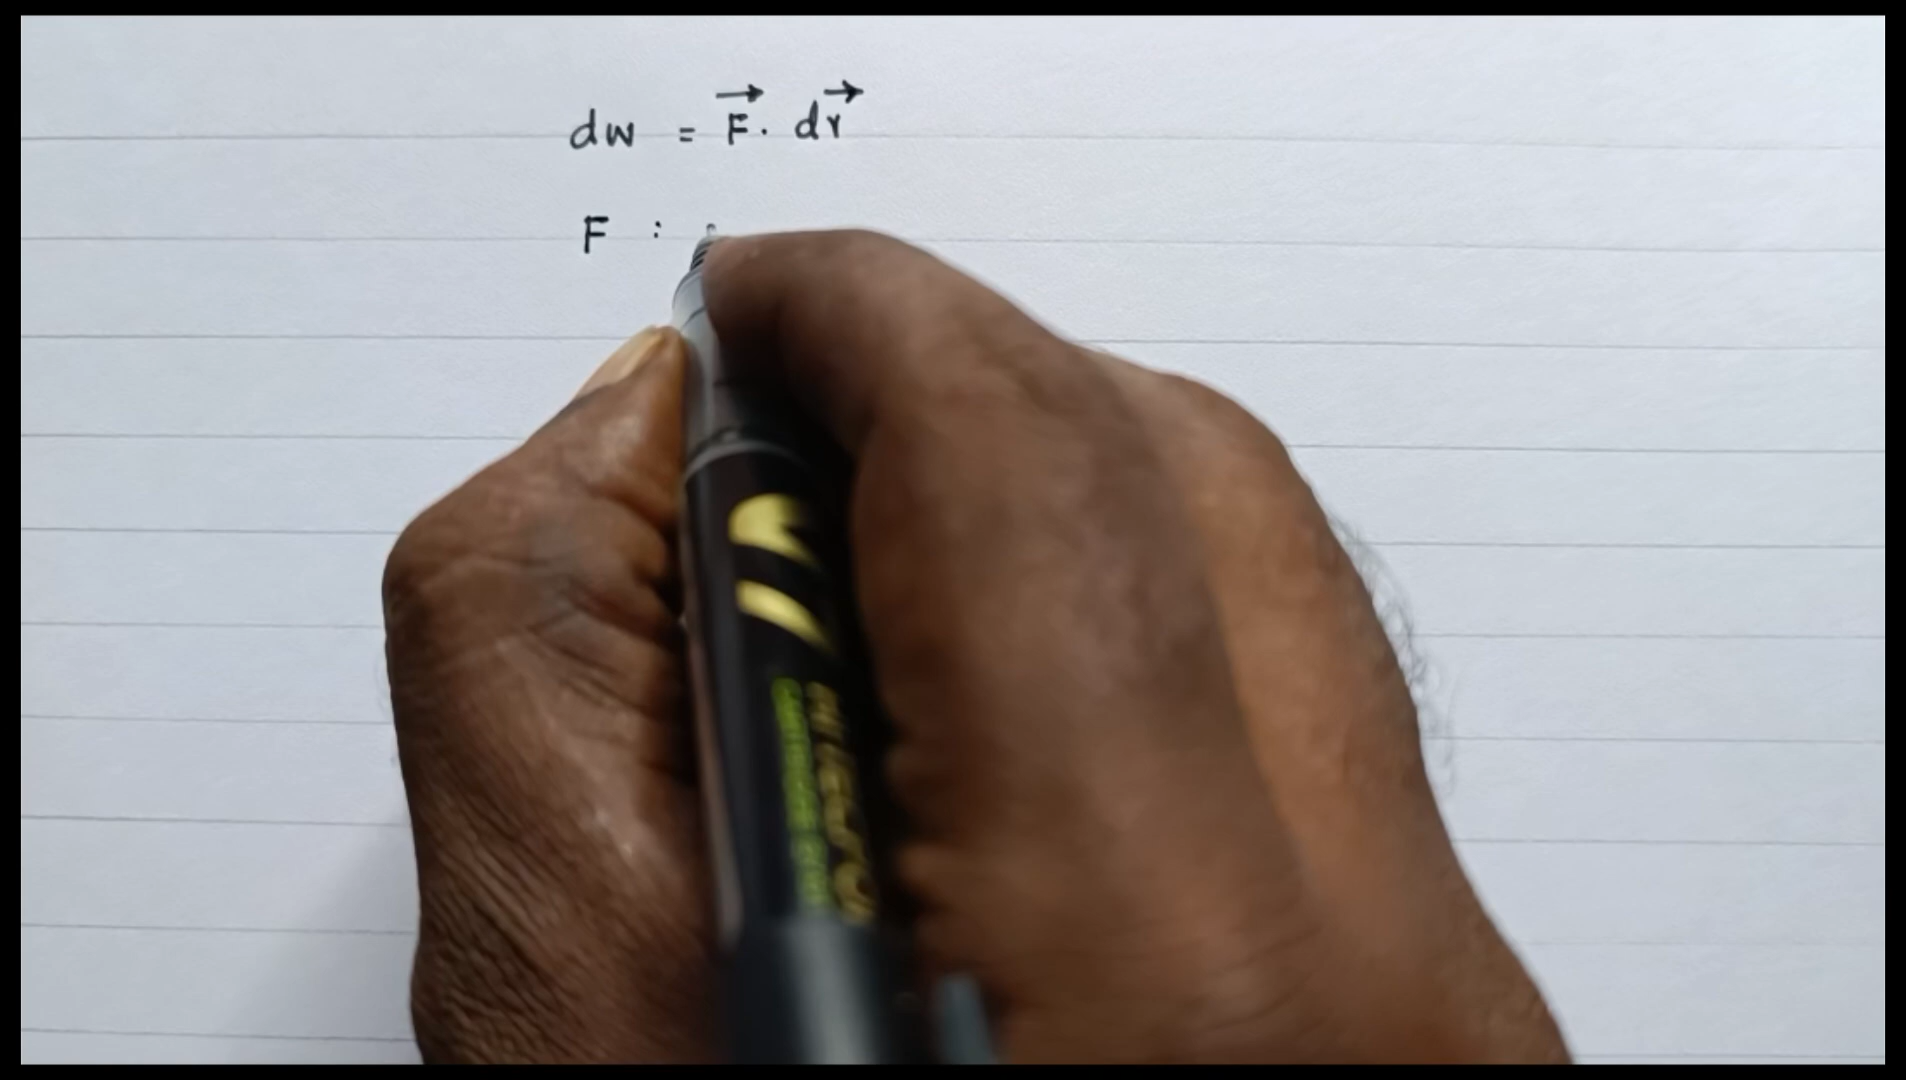 dw = F⃗. dr⃗
F :